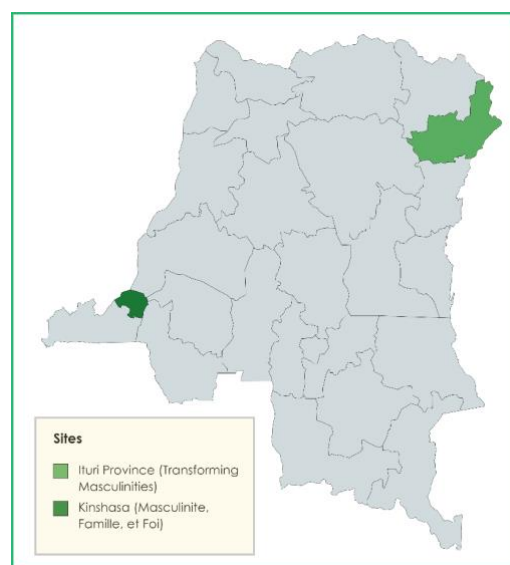 Sites
Ituri Province (Transforming
Masculinities)
Kinshasa (Masculinite,
Famille, et Foi)